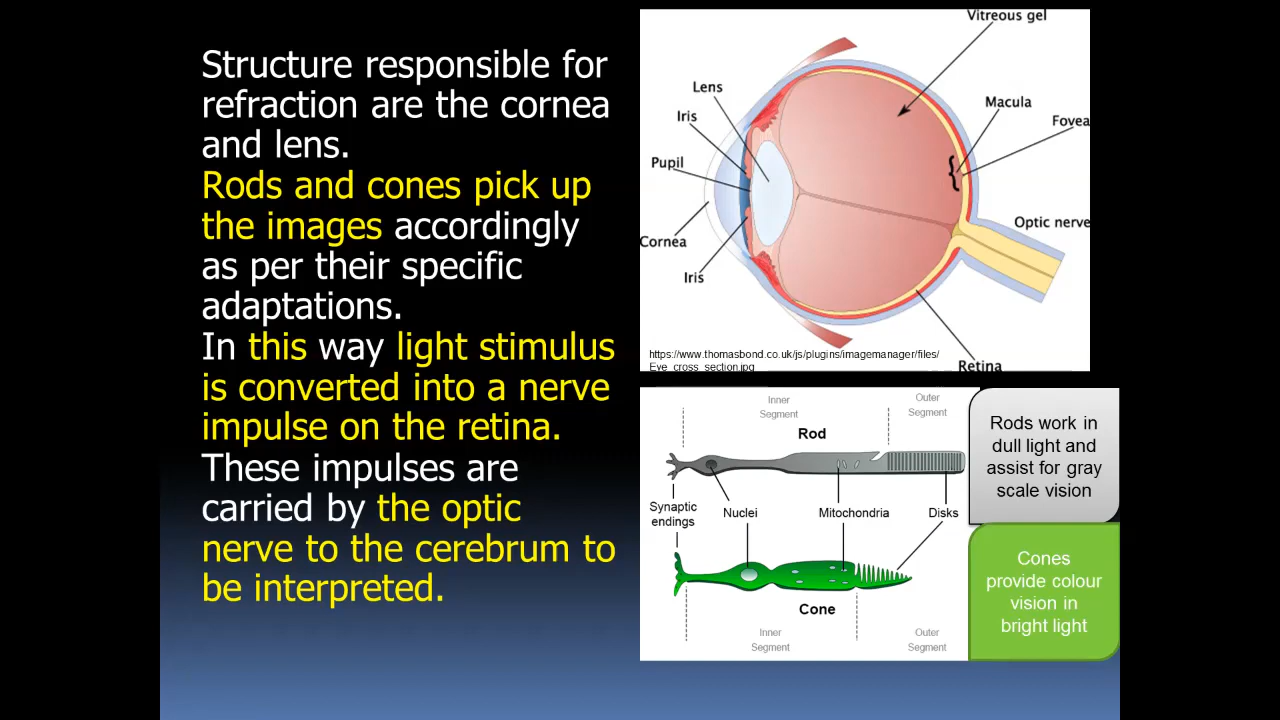 Structure responsible for
refraction are the cornea
and lens.
Rods and cones pick up
the images accordingly
as per their specific
adaptations.
In this way light stimulus
is converted into a nerve
impulse on the retina.
These impulses are
carried by the optic
nerve to the cerebrum to
be interpreted.
Vitreous gel
Lens
Macula
Iris
Fovea
Pupil
Optic nerve
Cornea
Iris
https://www.thomasbond.co.uk/js/plugins/imagemanager/files/
Eye_cross_section.jpg
Retina
Inner
Segment
Outer
Segment
Rod
Synaptic
endings
Nuclei
Mitochondria
Disks
Cone
Inner
Segment
Outer
Segment
Rods work in
dull light and
assist for gray
scale vision
Cones
provide colour
vision in
bright light